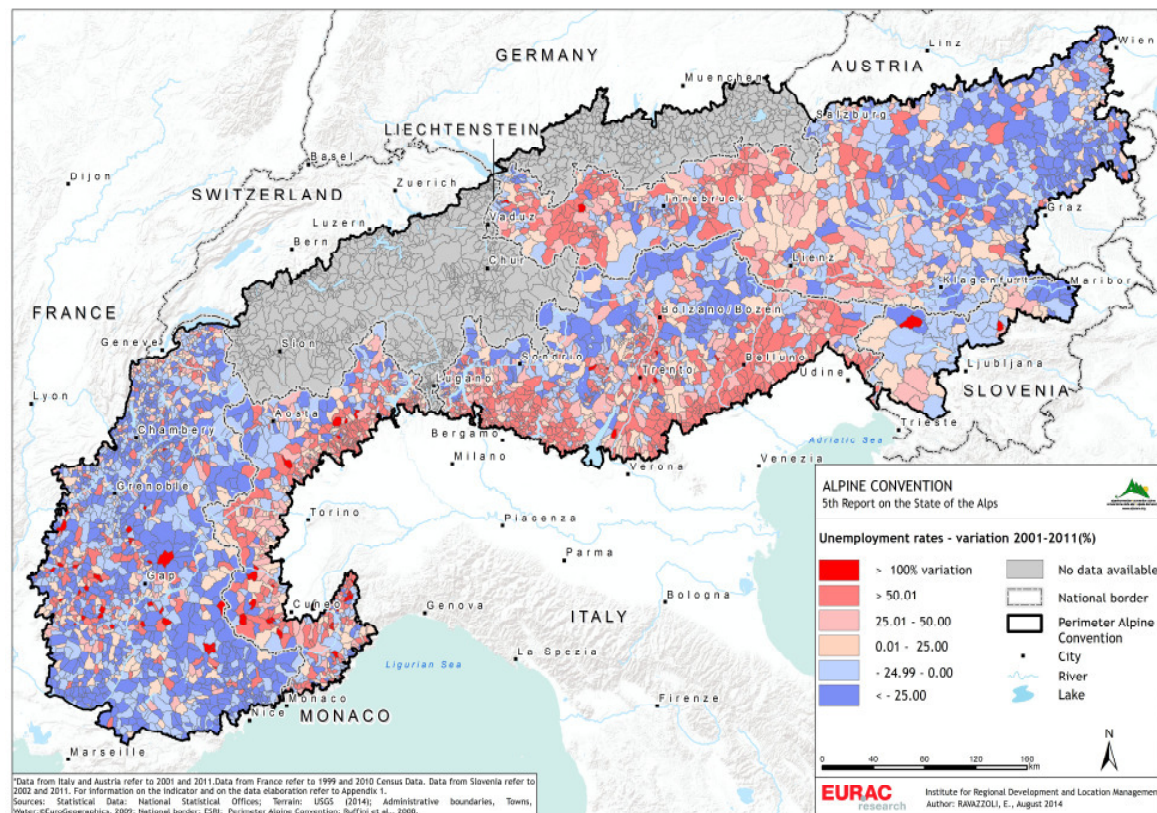 GERMANY
AUSTRIA
Linz
Wien
Muenchen
Salzburg
LIECHTENSTEIN
Basel
Dijon
Zuerich
SWITZERLAND
Luzern
Vaduz
Innsbruck
Graz
Bern
Chur
Lienz
Klagenfurt
Maribor
FRANCE
Bolzano/Bozen
Geneve
Sion
Sondrio
Belluno
Ljubljana
Lugano
Trento
Udine
SLOVENIA
Lyon
Aosta
Chambery
Bergamo
Trieste
Adriatic Sea
Milano
Verona
Venezia
Grenoble
Torino
Piacenza
Parma
Gap
Cuneo
Genova
ITALY
Bologna
La Spezia
Ligurian Sea
Firenze
Monaco
Nice
MONACO
Marseille
ALPINE CONVENTION
5th Report on the State of the Alps
Unemployment rates - variation 2001-2011(%)
> 100% variation
> 50.01
25.01 - 50.00
0.01 - 25.00
- 24.99 - 0.00
< - 25.00
No data available
National border
Perimeter Alpine
Convention
City
River
Lake
N
0 40 80 120 160
km
EURAC
research
Institute for Regional Development and Location Management
Author: RAVAZZOLI, E., August 2014
*Data from Italy and Austria refer to 2001 and 2011.Data from France refer to 1999 and 2010 Census Data. Data from Slovenia refer to
2002 and 2011. For information on the indicator and on the data elaboration refer to Appendix 1.
Sources: Statistical Data: National Statistical Offices; Terrain: USGS (2014); Administrative boundaries, Towns,